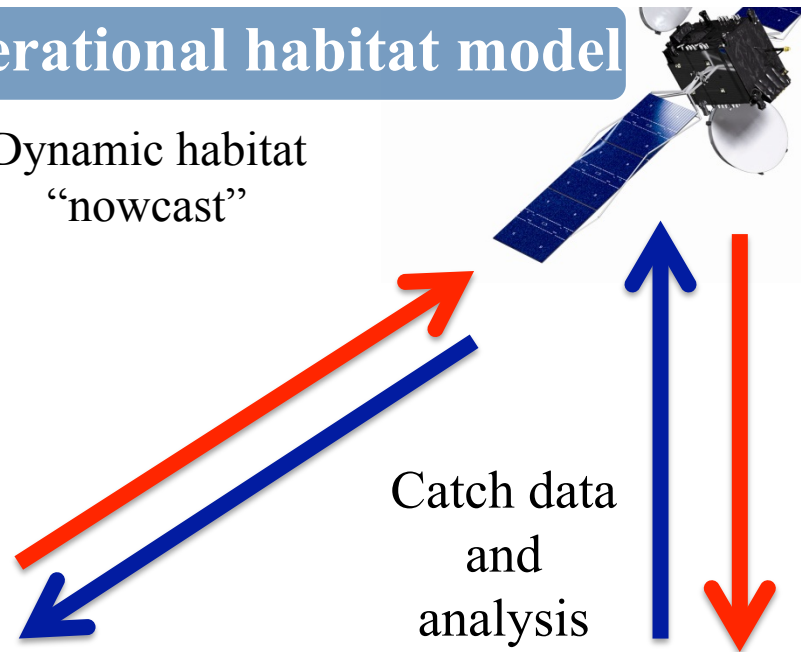 erational habitat model
Dynamic habitat
“nowcast”
Catch data
and
analysis